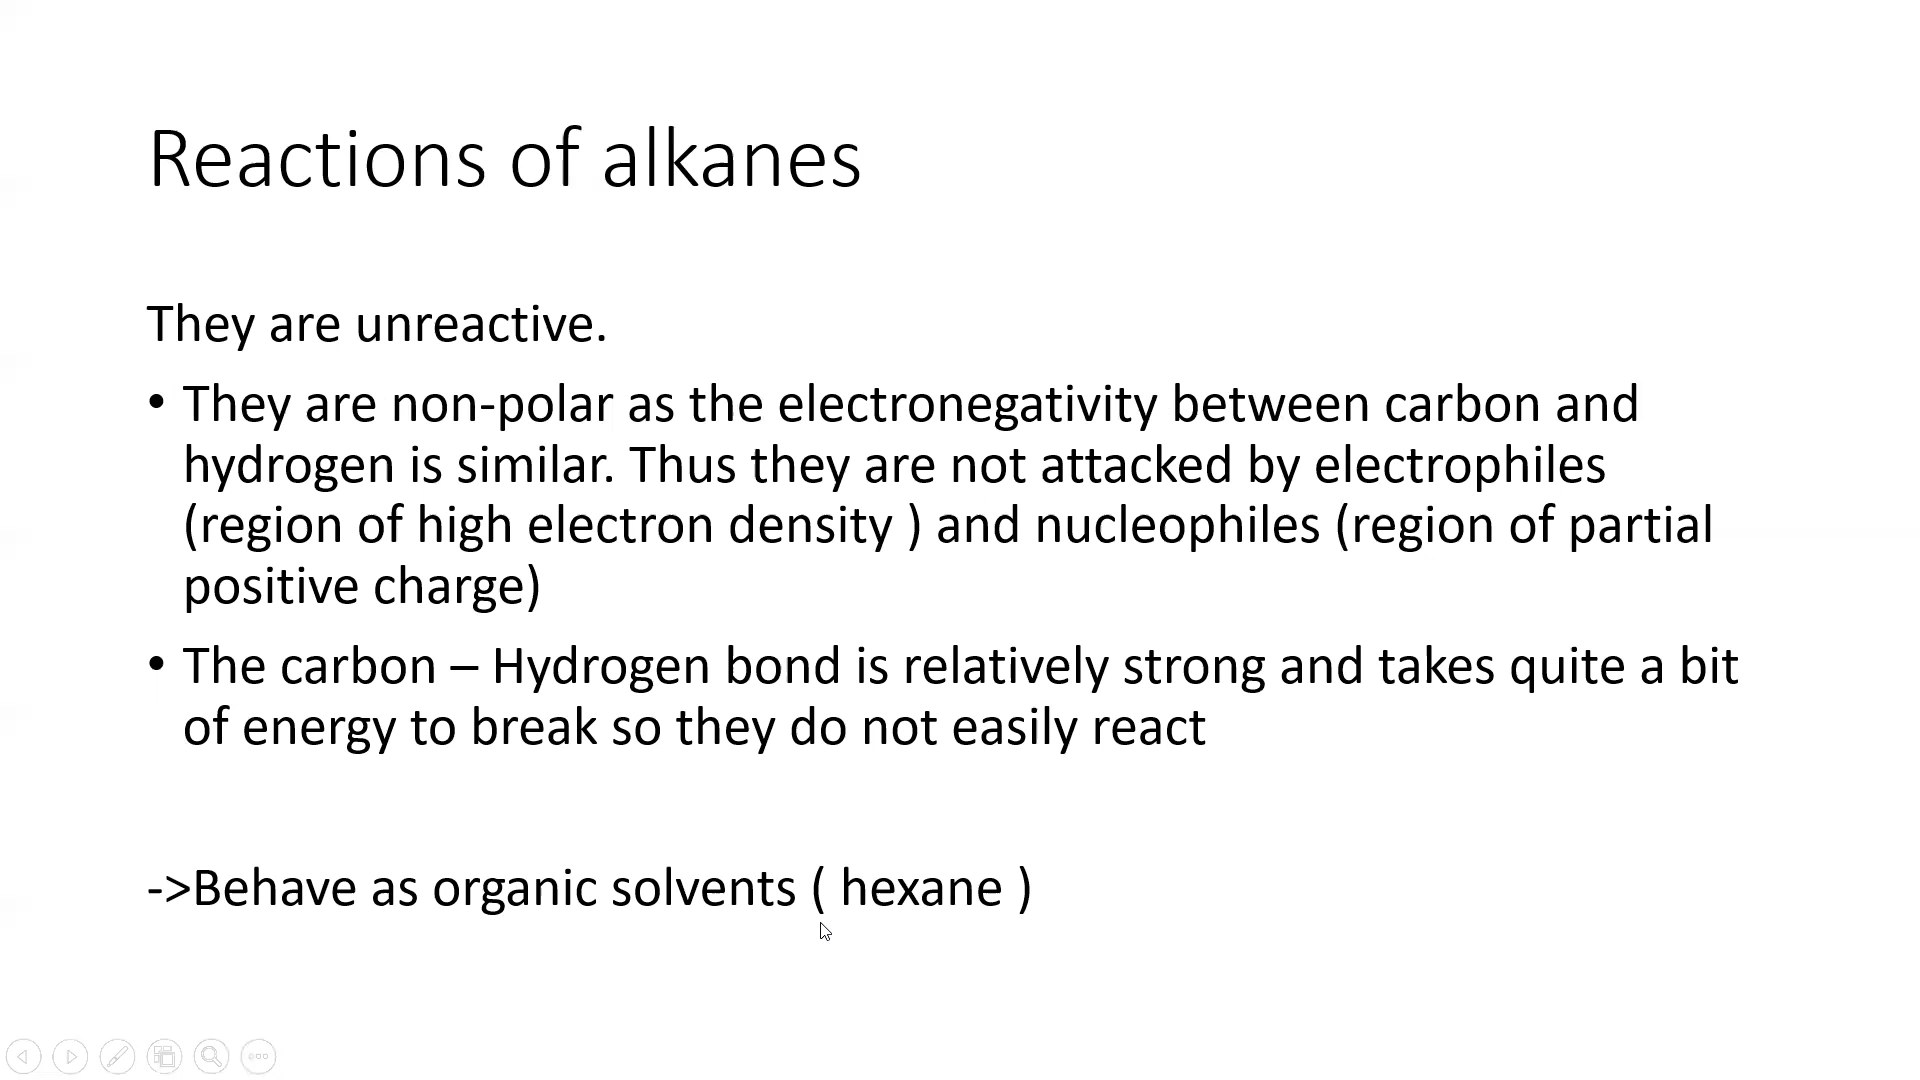 Reactions of alkanes
They are unreactive.
• They are non-polar as the electronegativity between carbon and
hydrogen is similar. Thus they are not attacked by electrophiles
(region of high electron density ) and nucleophiles (region of partial
positive charge)
• The carbon – Hydrogen bond is relatively strong and takes quite a bit
of energy to break so they do not easily react
->Behave as organic solvents ( hexane )